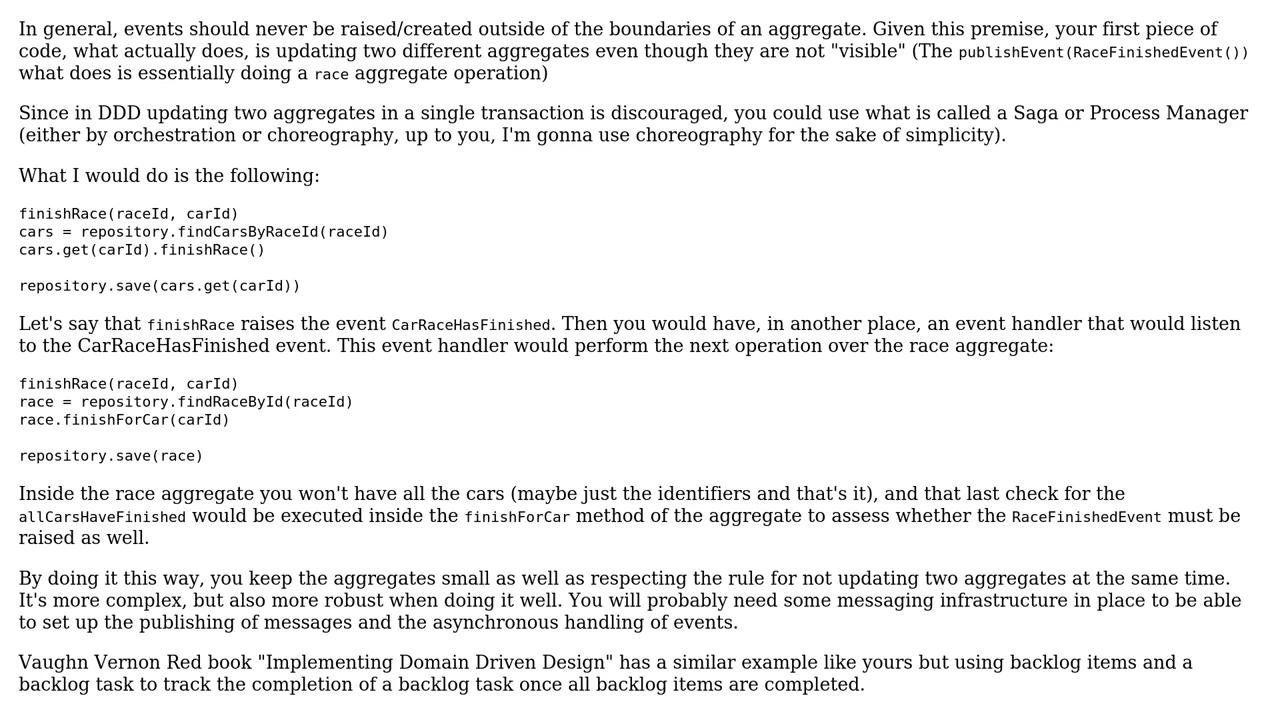 In general, events should never be raised/created outside of the boundaries of an aggregate. Given this premise, your first piece of
code, what actually does, is updating two different aggregates even though they are not "visible" (The publishEvent(RaceFinishedEvent())
what does is essentially doing a race aggregate operation)
Since in DDD updating two aggregates in a single transaction is discouraged, you could use what is called a Saga or Process Manager
(either by orchestration or choreography, up to you, I'm gonna use choreography for the sake of simplicity).
What I would do is the following:
finishRace(raceId, carId)
cars = repository.findCarsByRaceId(raceId)
cars.get(carId).finishRace()
repository.save(cars.get(carId))
Let's say that finishRace raises the event CarRaceHasFinished. Then you would have, in another place, an event handler that would listen
to the CarRaceHasFinished event. This event handler would perform the next operation over the race aggregate:
finishRace(raceId, carId)
race = repository.findRaceById(raceId)
race.finishForCar(carId)
repository.save(race)
Inside the race aggregate you won't have all the cars (maybe just the identifiers and that's it), and that last check for the
allCarsHaveFinished would be executed inside the finishForCar method of the aggregate to assess whether the RaceFinishedEvent must be
raised as well.
By doing it this way, you keep the aggregates small as well as respecting the rule for not updating two aggregates at the same time.
It's more complex, but also more robust when doing it well. You will probably need some messaging infrastructure in place to be able
to set up the publishing of messages and the asynchronous handling of events.
Vaughn Vernon Red book "Implementing Domain Driven Design" has a similar example like yours but using backlog items and a
backlog task to track the completion of a backlog task once all backlog items are completed.